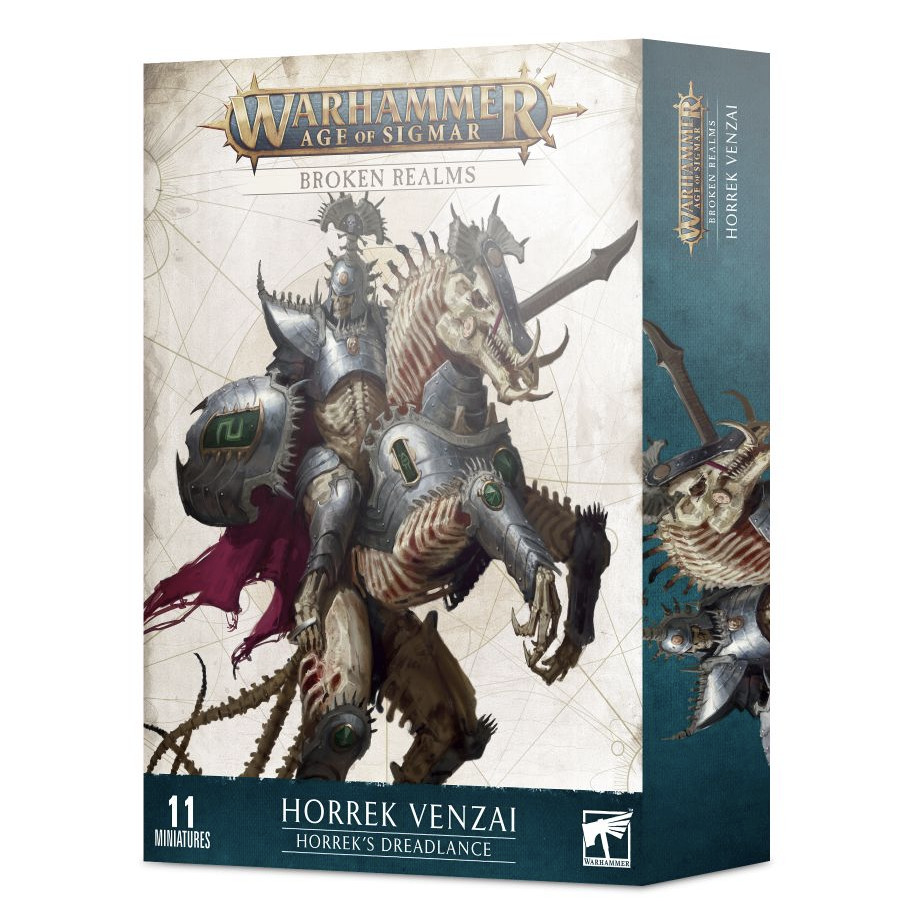 WARHAMMER
AGE OF SIGMAR
BROKEN REALMS
11
MINIATURES
HORREK VENZAI
HORREK'S DREADLANCE
WARHAMMER
WARHAMMER
AGE OF SIGMAR
BROKEN REALMS
HORREK VENZAI